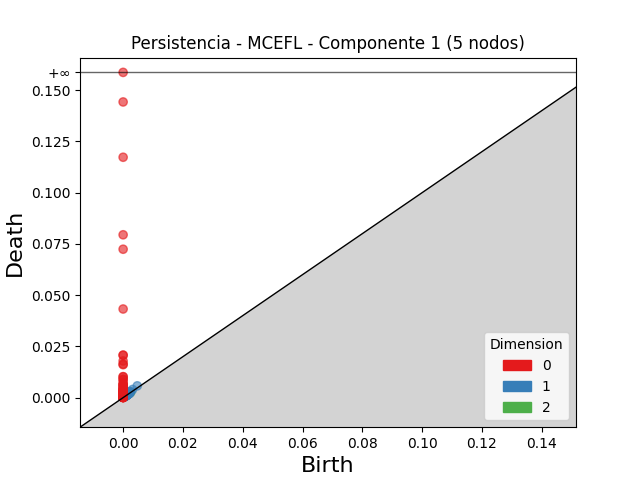 Persistencia - MCEFL - Componente 1 (5 nodos)
+∞
0.150
0.125
0.100
0.075
0.050
0.025
0.000
Death
Dimension
0
1
2
0.00 0.02 0.04 0.06 0.08 0.10 0.12 0.14
Birth